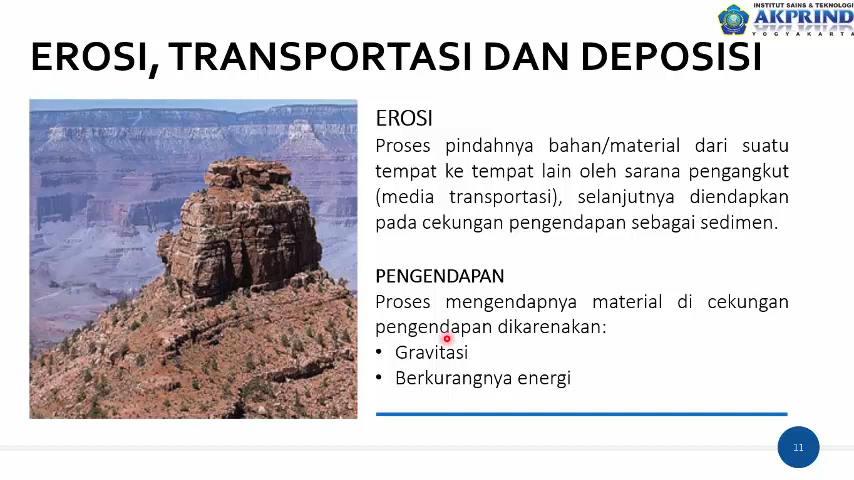 INSTITUT SAINS & TEKNOLOGI
AKPRIND
YOGYAKARTA
EROSI, TRANSPORTASI DAN DEPOSISI
EROSI
Proses pindahnya bahan/material dari suatu
tempat ke tempat lain oleh sarana pengangkut
(media transportasi), selanjutnya diendapkan
pada cekungan pengendapan sebagai sedimen.
PENGENDAPAN
Proses mengendapnya material di cekungan
pengendapan dikarenakan:
• Gravitasi
• Berkurangnya energi
11